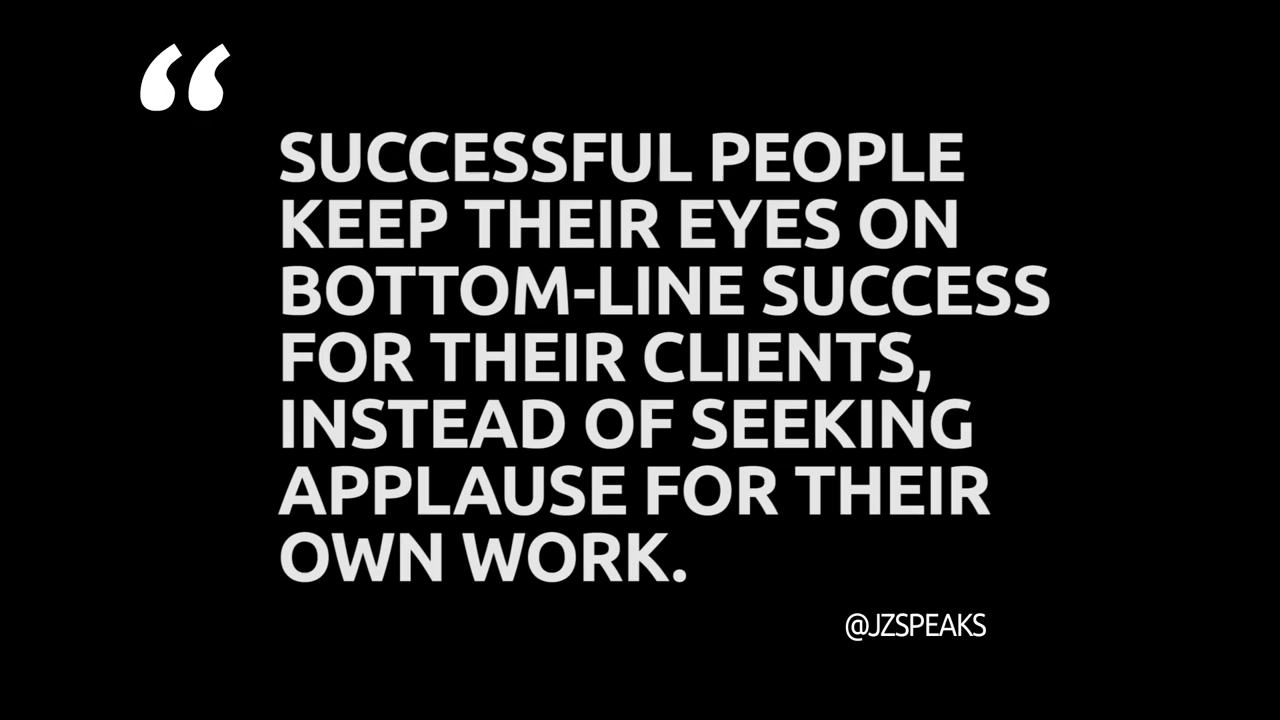 “
SUCCESSFUL PEOPLE
KEEP THEIR EYES ON
BOTTOM-LINE SUCCESS
FOR THEIR CLIENTS,
INSTEAD OF SEEKING
APPLAUSE FOR THEIR
OWN WORK.
@JZSPEAKS